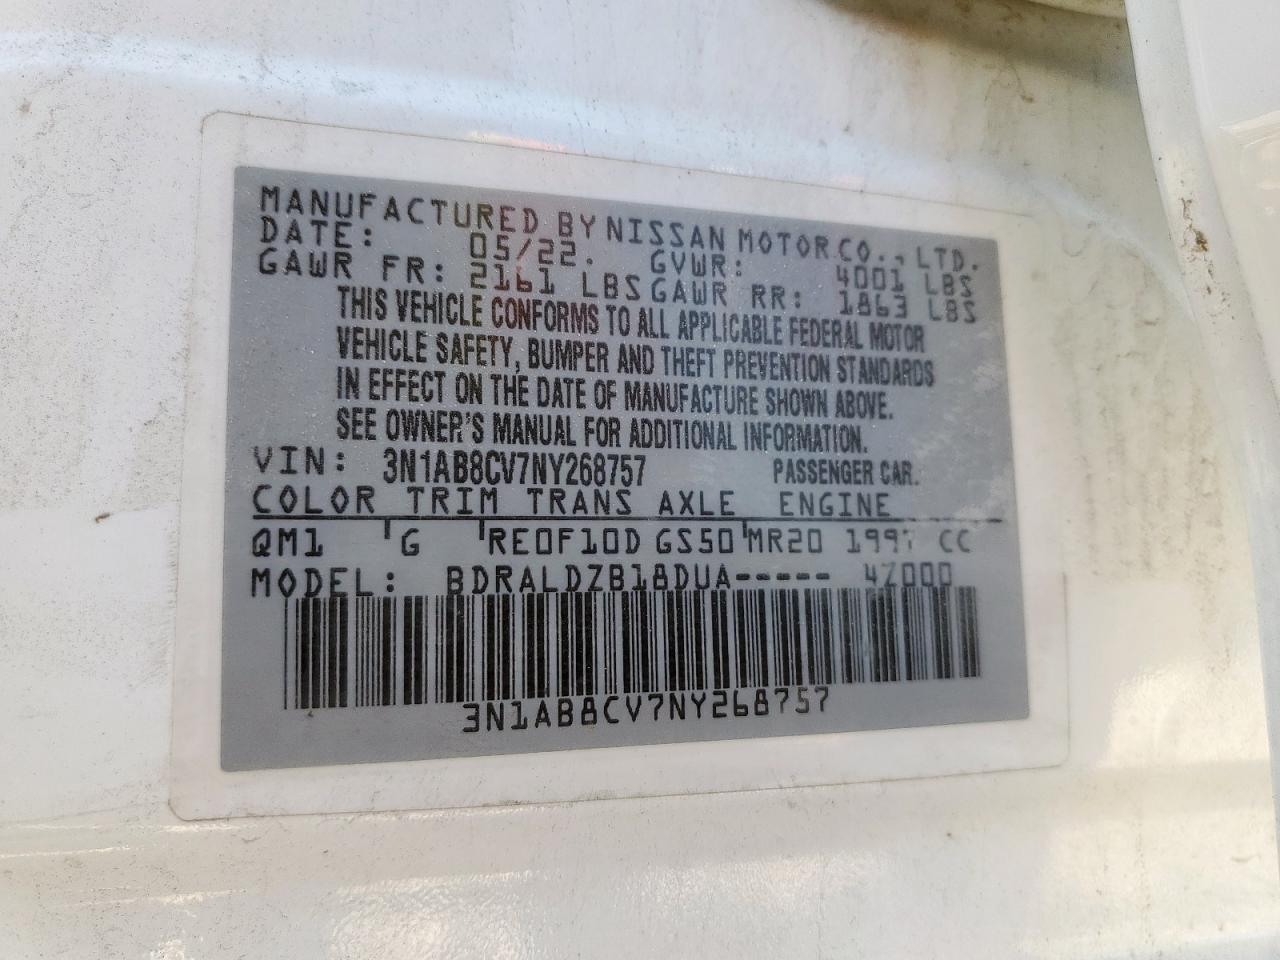 MANUFACTURED BY NISSAN MOTOR CO., LTD.
DATE: 05/22. GVWR: 4001 LBS
GAWR FR: 2161 LBS GAWR RR: 1863 LBS
THIS VEHICLE CONFORMS TO ALL APPLICABLE FEDERAL MOTOR
VEHICLE SAFETY, BUMPER AND THEFT PREVENTION STANDARDS
IN EFFECT ON THE DATE OF MANUFACTURE SHOWN ABOVE.
SEE OWNER'S MANUAL FOR ADDITIONAL INFORMATION.
VIN: 3N1AB8CV7NY268757 PASSENGER CAR.
COLOR TRIM TRANS AXLE ENGINE
QM1 G RE0F10D GS50 MR20 1997 CC
MODEL: BDRALDZB18DUA----- 4Z000
3N1AB8CV7NY268757